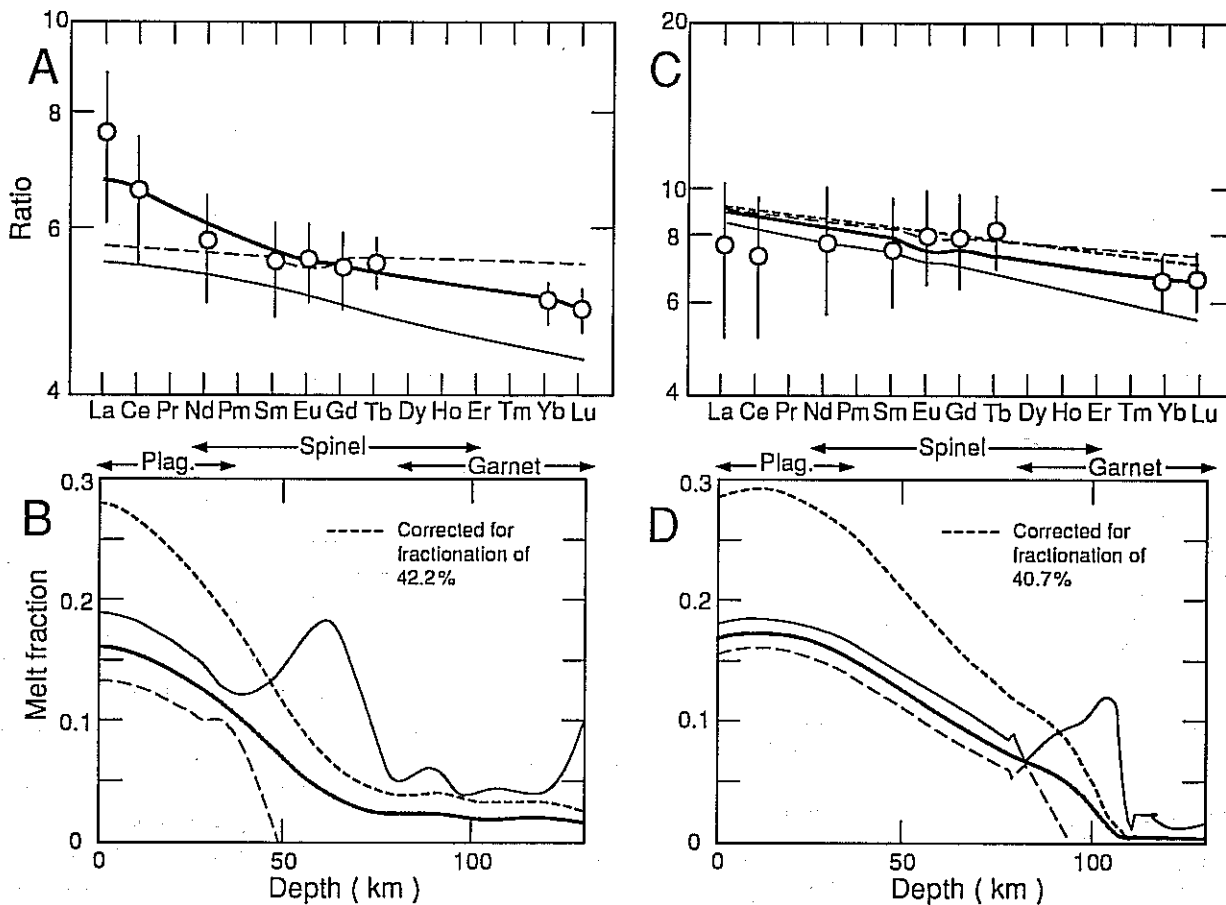 A
Ratio
10
8
6
4
La Ce Pr Nd Pm Sm Eu Gd Tb Dy Ho Er Tm Yb Lu
C
20
10
8
6
4
La Ce Pr Nd Pm Sm Eu Gd Tb Dy Ho Er Tm Yb Lu
Spinel
Plag.
Garnet
B
Melt fraction
0.3
0.2
0.1
0
Corrected for
fractionation of
42.2%
0 50 100
Depth ( km )
Spinel
Plag.
Garnet
D
0.3
0.2
0.1
0
Corrected for
fractionation of
40.7%
0 50 100
Depth ( km )